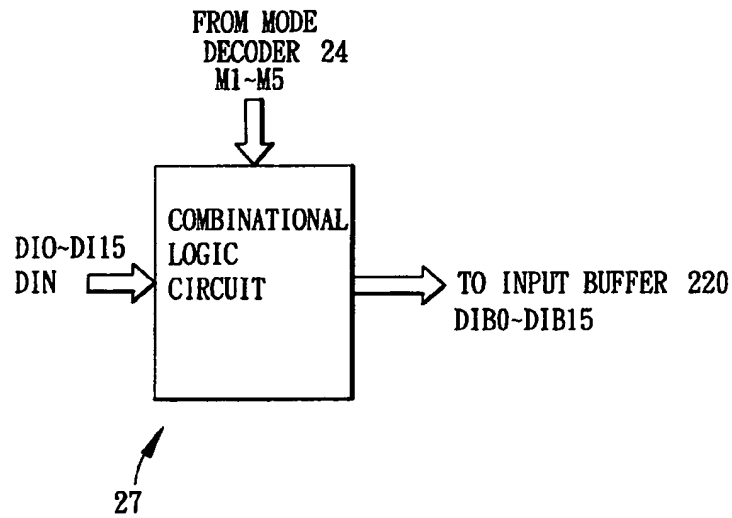 FROM MODE
DECODER 24
M1~M5
COMBINATIONAL
LOGIC
CIRCUIT
DI0~DI15
DIN
TO INPUT BUFFER 220
DIB0~DIB15
27